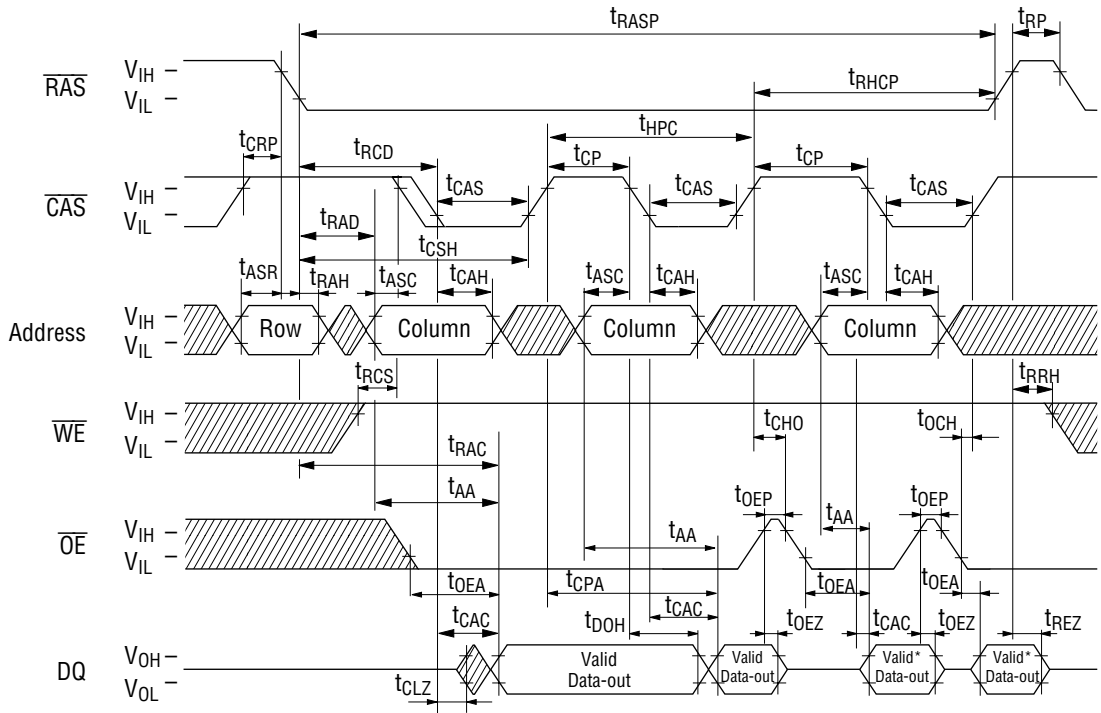 tRASP
tRP
RAS
VIH
VIL
tRHCP
tHPC
tCRP
tRCD
tCP
tCP
CAS
VIH
VIL
tCAS
tCAS
tCAS
tRAD
tCSH
tASR
tRAH
tASC
tCAH
tASC
tCAH
tASC
tCAH
Address
VIH
VIL
Row
Column
Column
Column
tRCS
tRRH
WE
VIH
VIL
tCHO
tOCH
tRAC
tAA
tOEP
tOEP
OE
VIH
VIL
tAA
tAA
tOEA
tCPA
tOEA
tOEA
tCAC
tCAC
tDOH
tOEZ
tCAC
tOEZ
tREZ
DQ
VOH
VOL
Valid
Data-out
Valid
Data-out
Valid*
Data-out
Valid*
Data-out
tCLZ